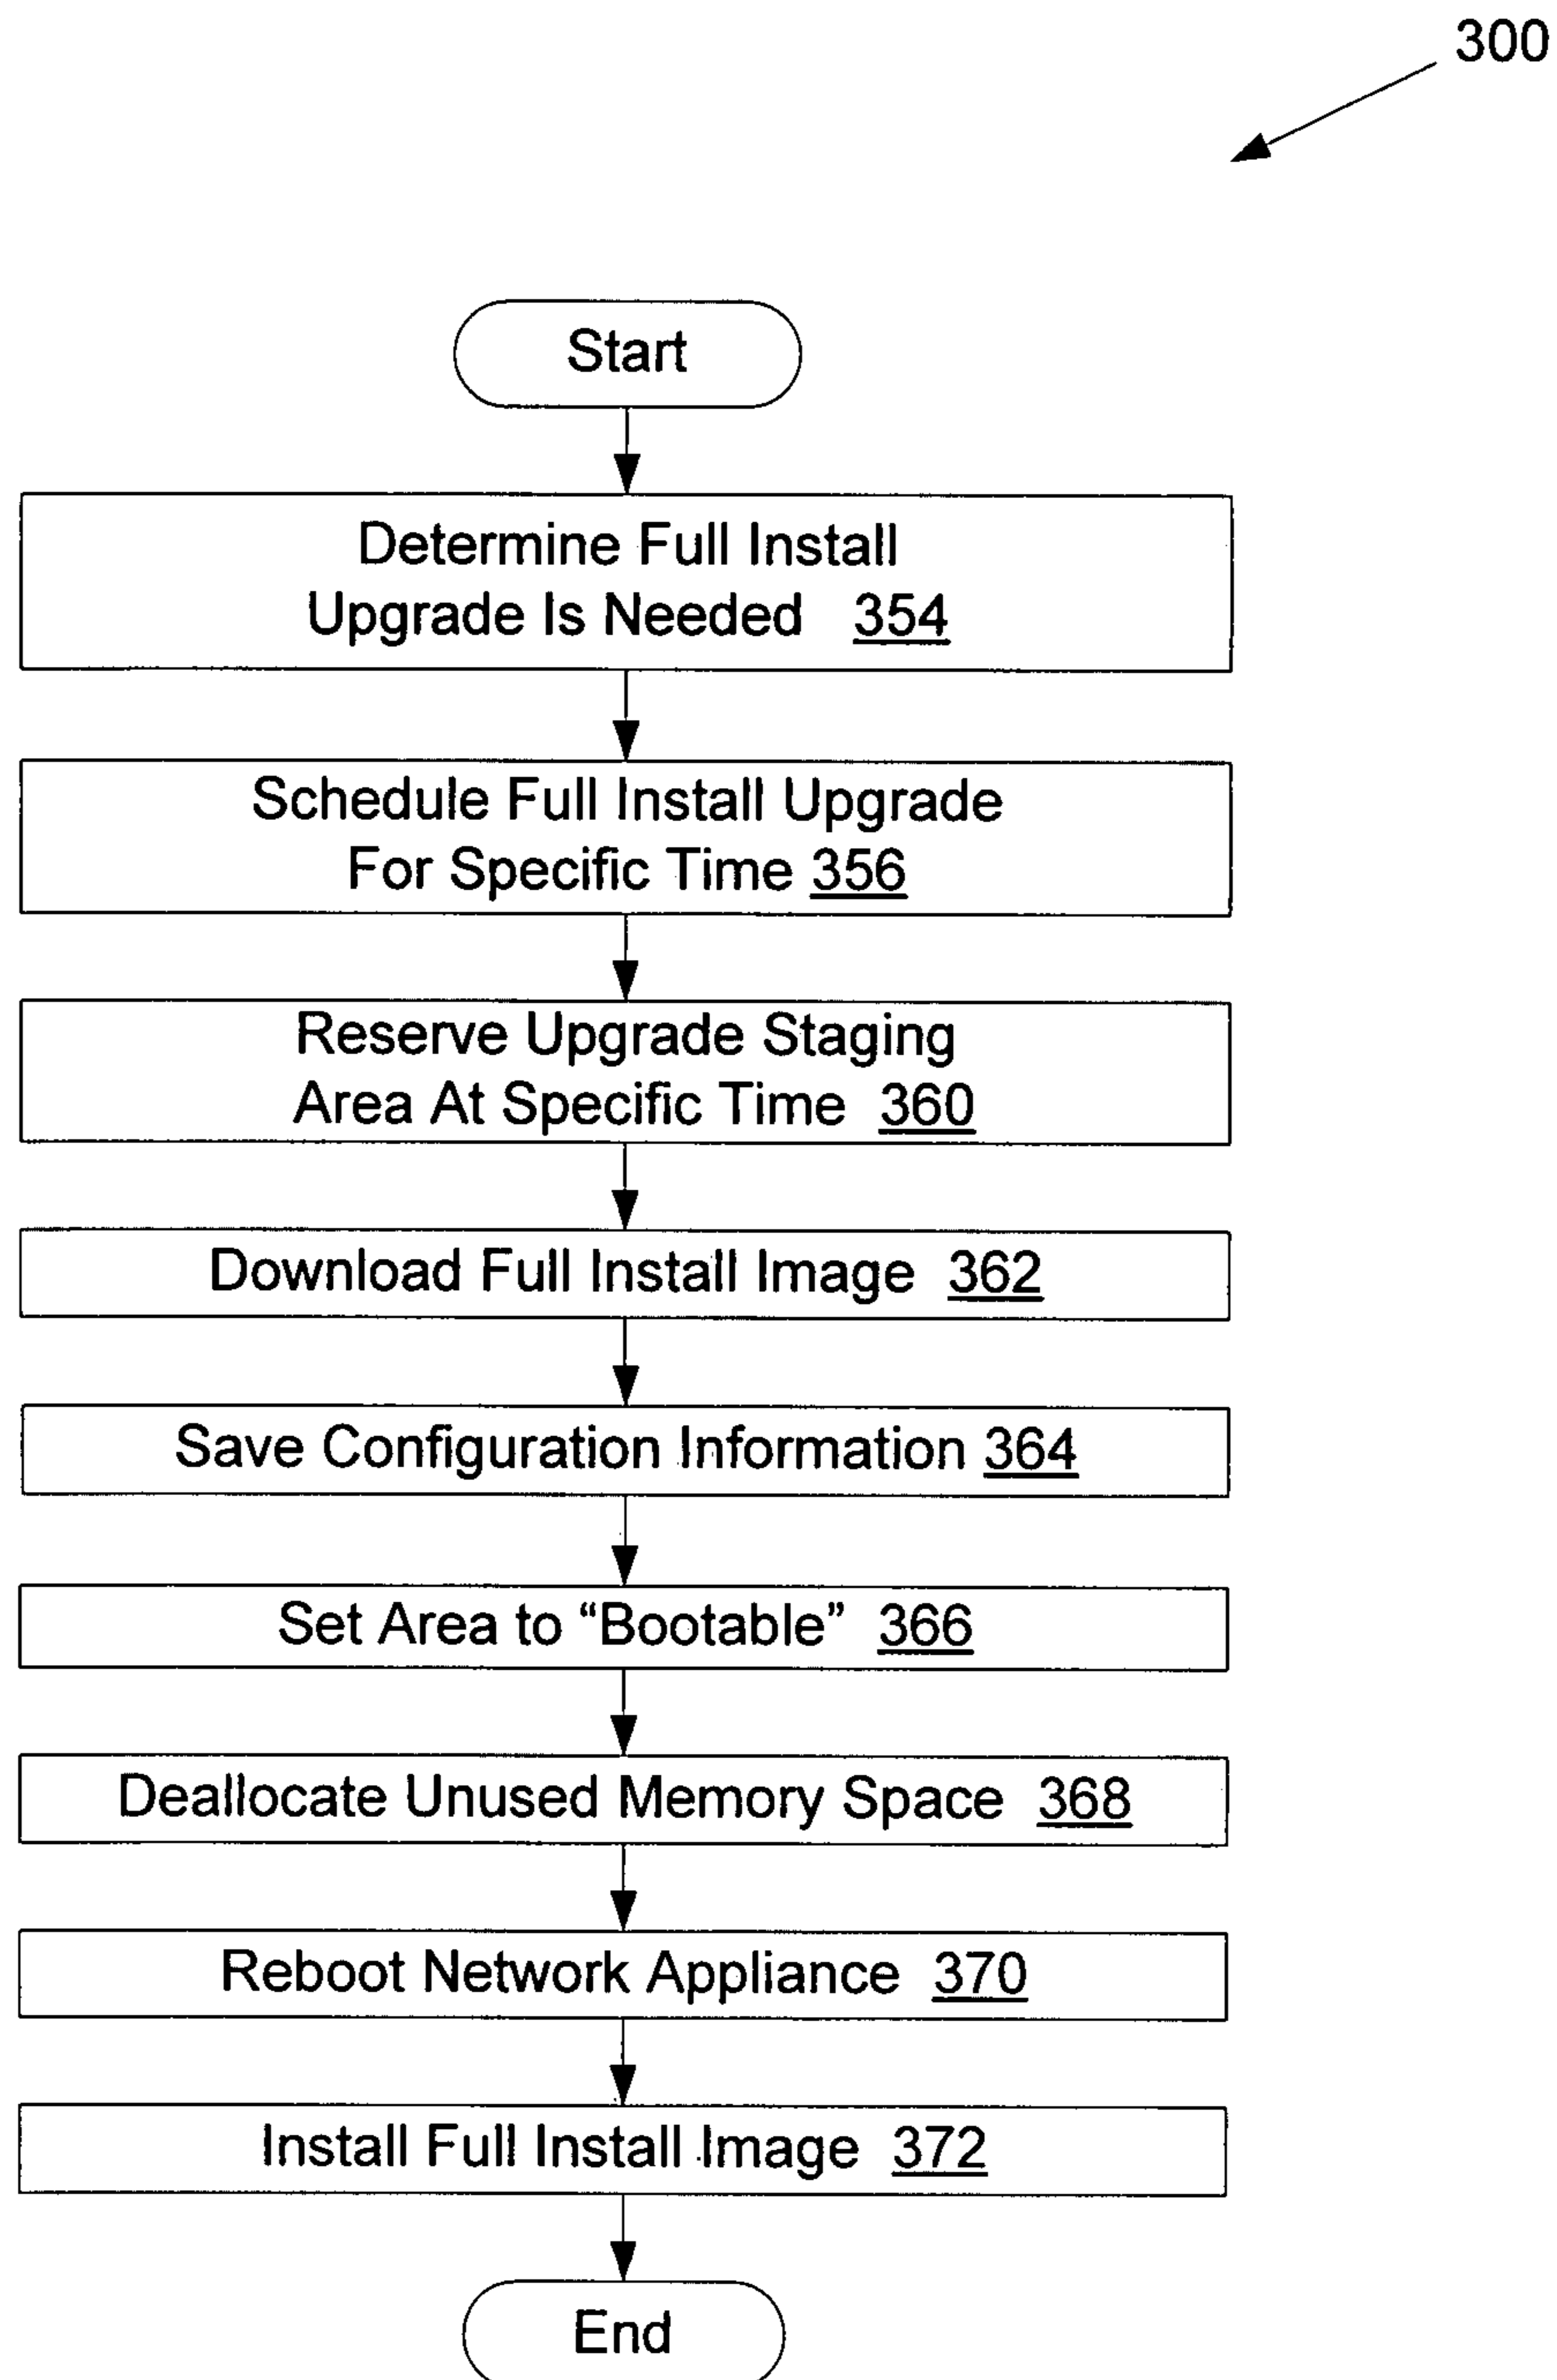 300
Start
Determine Full Install
Upgrade Is Needed 354
Schedule Full Install Upgrade
For Specific Time 356
Reserve Upgrade Staging
Area At Specific Time 360
Download Full Install Image 362
Save Configuration Information 364
Set Area to “Bootable” 366
Deallocate Unused Memory Space 368
Reboot Network Appliance 370
Install Full Install Image 372
End